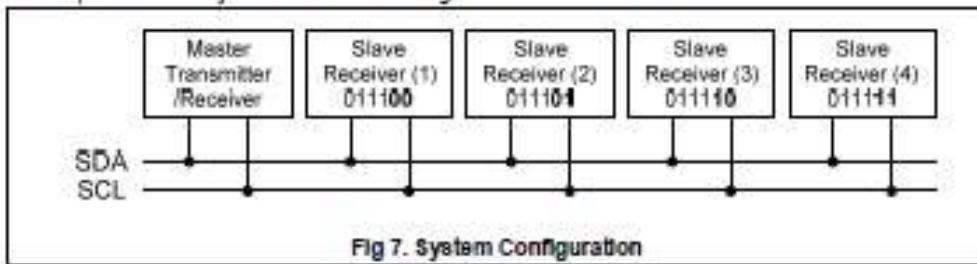 Master
Transmitter
/Receiver
Slave
Receiver (1)
011100
Slave
Receiver (2)
011101
Slave
Receiver (3)
011110
Slave
Receiver (4)
011111
SDA
SCL
Fig 7. System Configuration